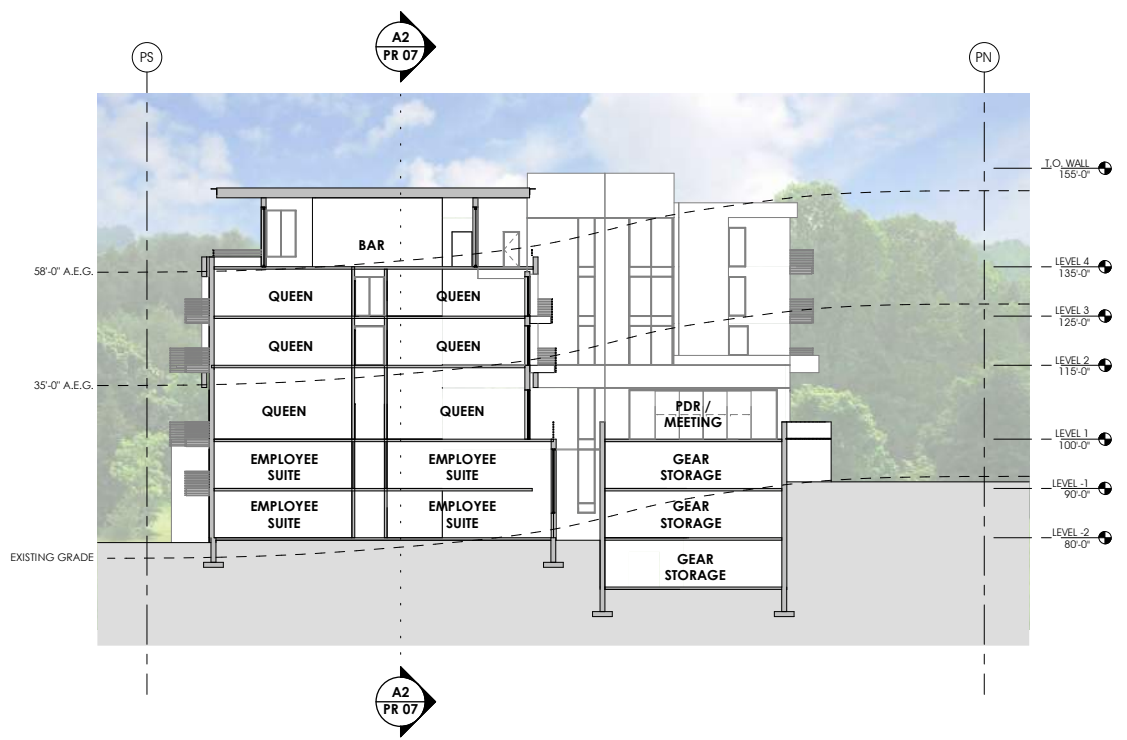 A2
PR 07
PS
PN
T.O. WALL
155'-0"
BAR
58'-0" A.E.G.
LEVEL 4
135'-0"
QUEEN
QUEEN
LEVEL 3
125'-0"
QUEEN
QUEEN
LEVEL 2
115'-0"
35'-0" A.E.G.
QUEEN
QUEEN
PDR /
MEETING
LEVEL 1
100'-0"
EMPLOYEE
SUITE
EMPLOYEE
SUITE
GEAR
STORAGE
LEVEL -1
90'-0"
EMPLOYEE
SUITE
EMPLOYEE
SUITE
GEAR
STORAGE
LEVEL -2
80'-0"
EXISTING GRADE
GEAR
STORAGE
A2
PR 07